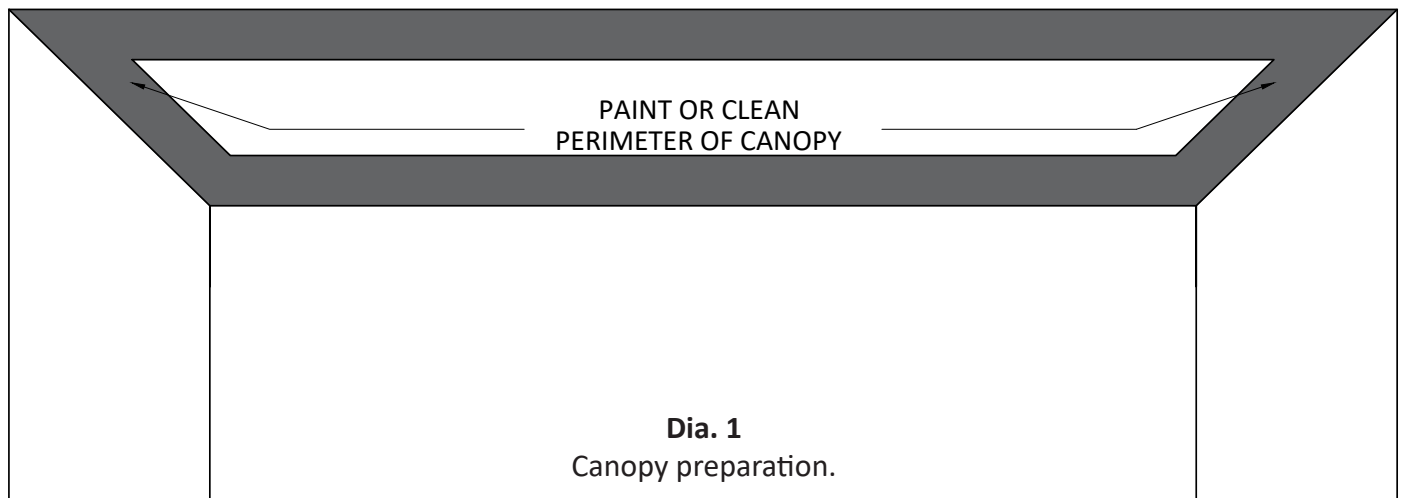 PAINT OR CLEAN
PERIMETER OF CANOPY
Dia. 1
Canopy preparation.